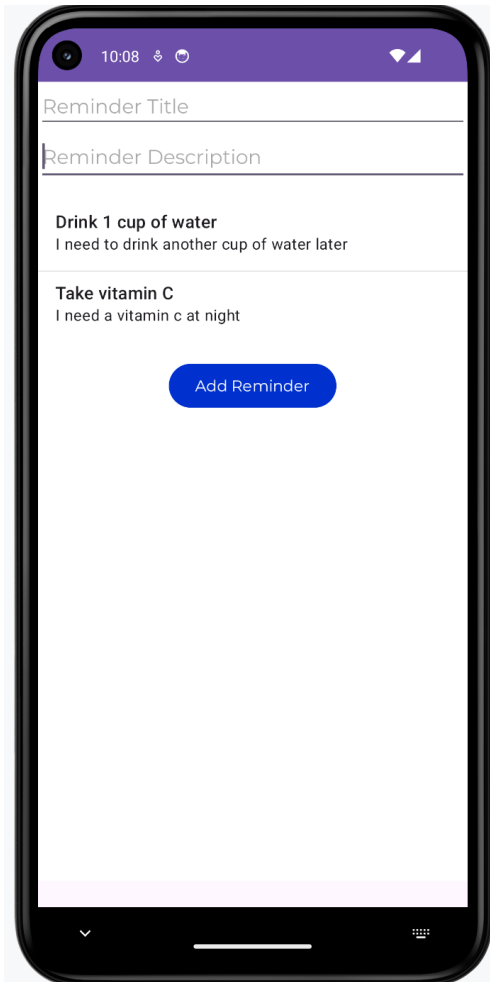 10:08
Reminder Title
Reminder Description
Drink 1 cup of water
I need to drink another cup of water later
Take vitamin C
I need a vitamin c at night
Add Reminder